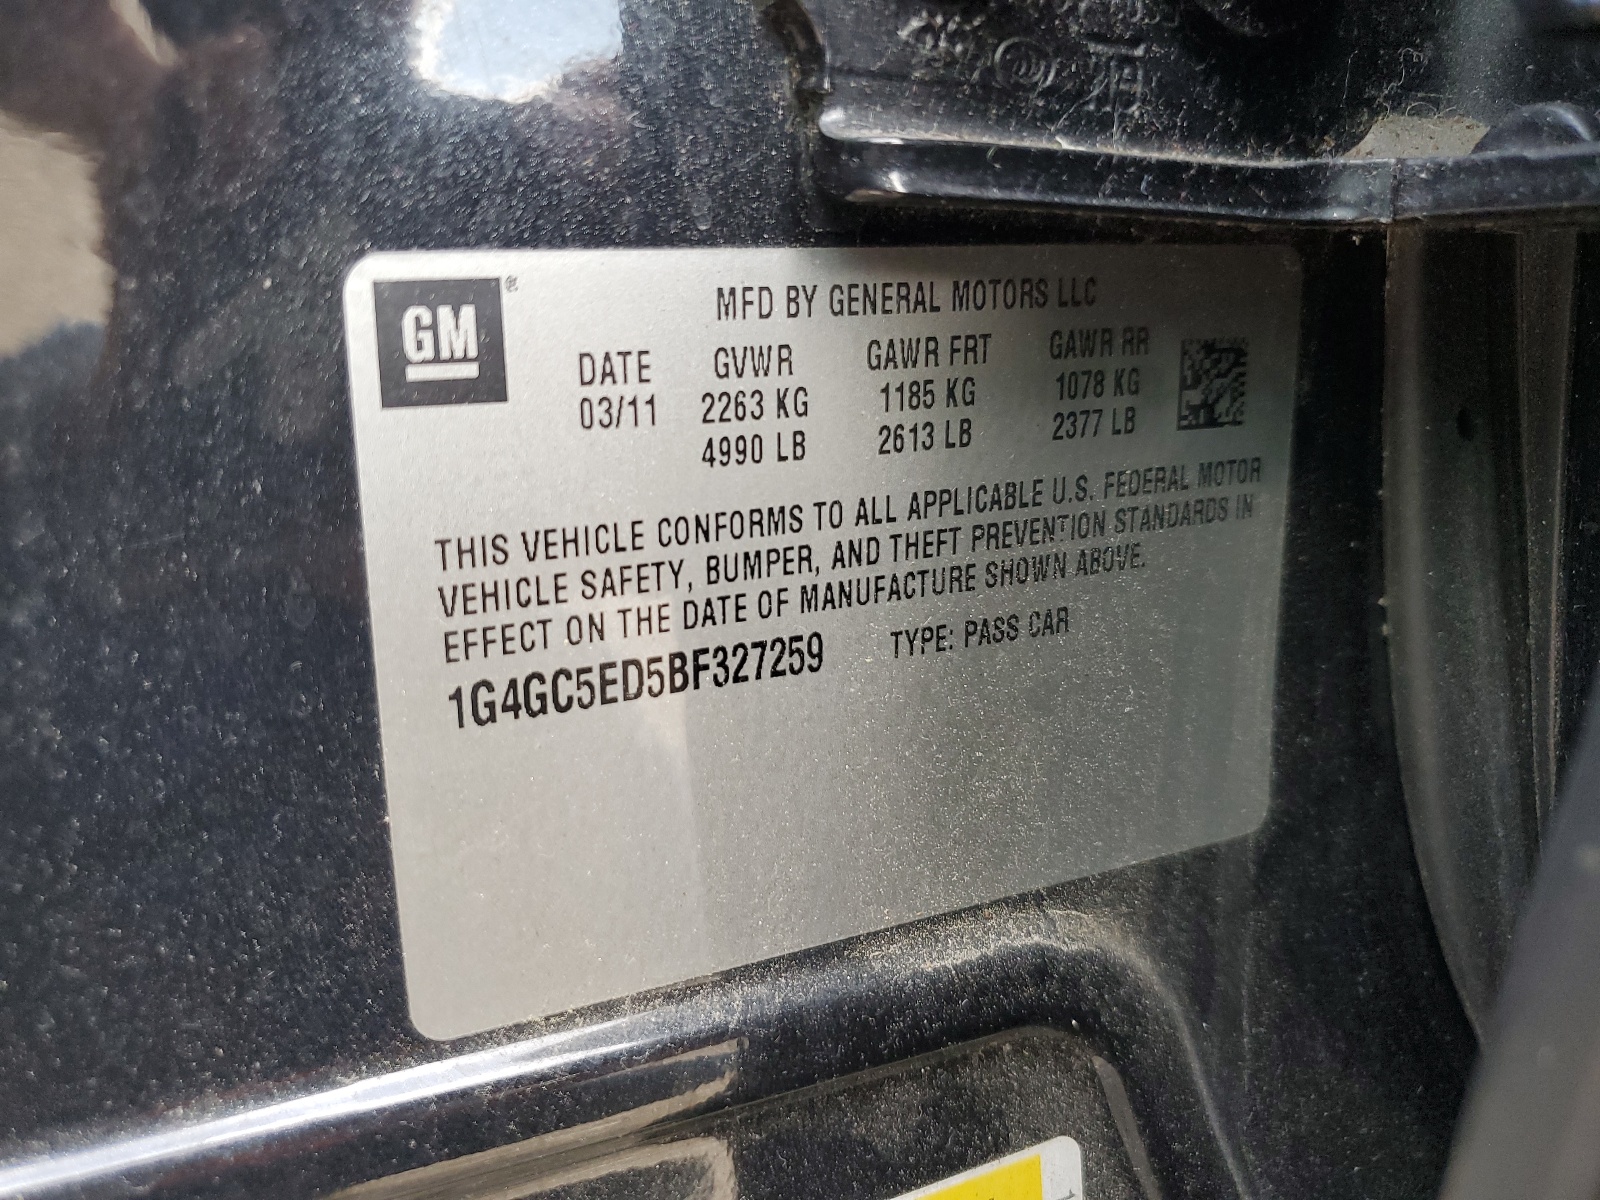 GM
MFD BY GENERAL MOTORS LLC
DATE GVWR GAWR FRT GAWR RR
03/11 2263 KG 1185 KG 1078 KG
4990 LB 2613 LB 2377 LB
THIS VEHICLE CONFORMS TO ALL APPLICABLE U.S. FEDERAL MOTOR
VEHICLE SAFETY, BUMPER, AND THEFT PREVENTION STANDARDS IN
EFFECT ON THE DATE OF MANUFACTURE SHOWN ABOVE.
1G4GC5ED5BF327259 TYPE: PASS CAR